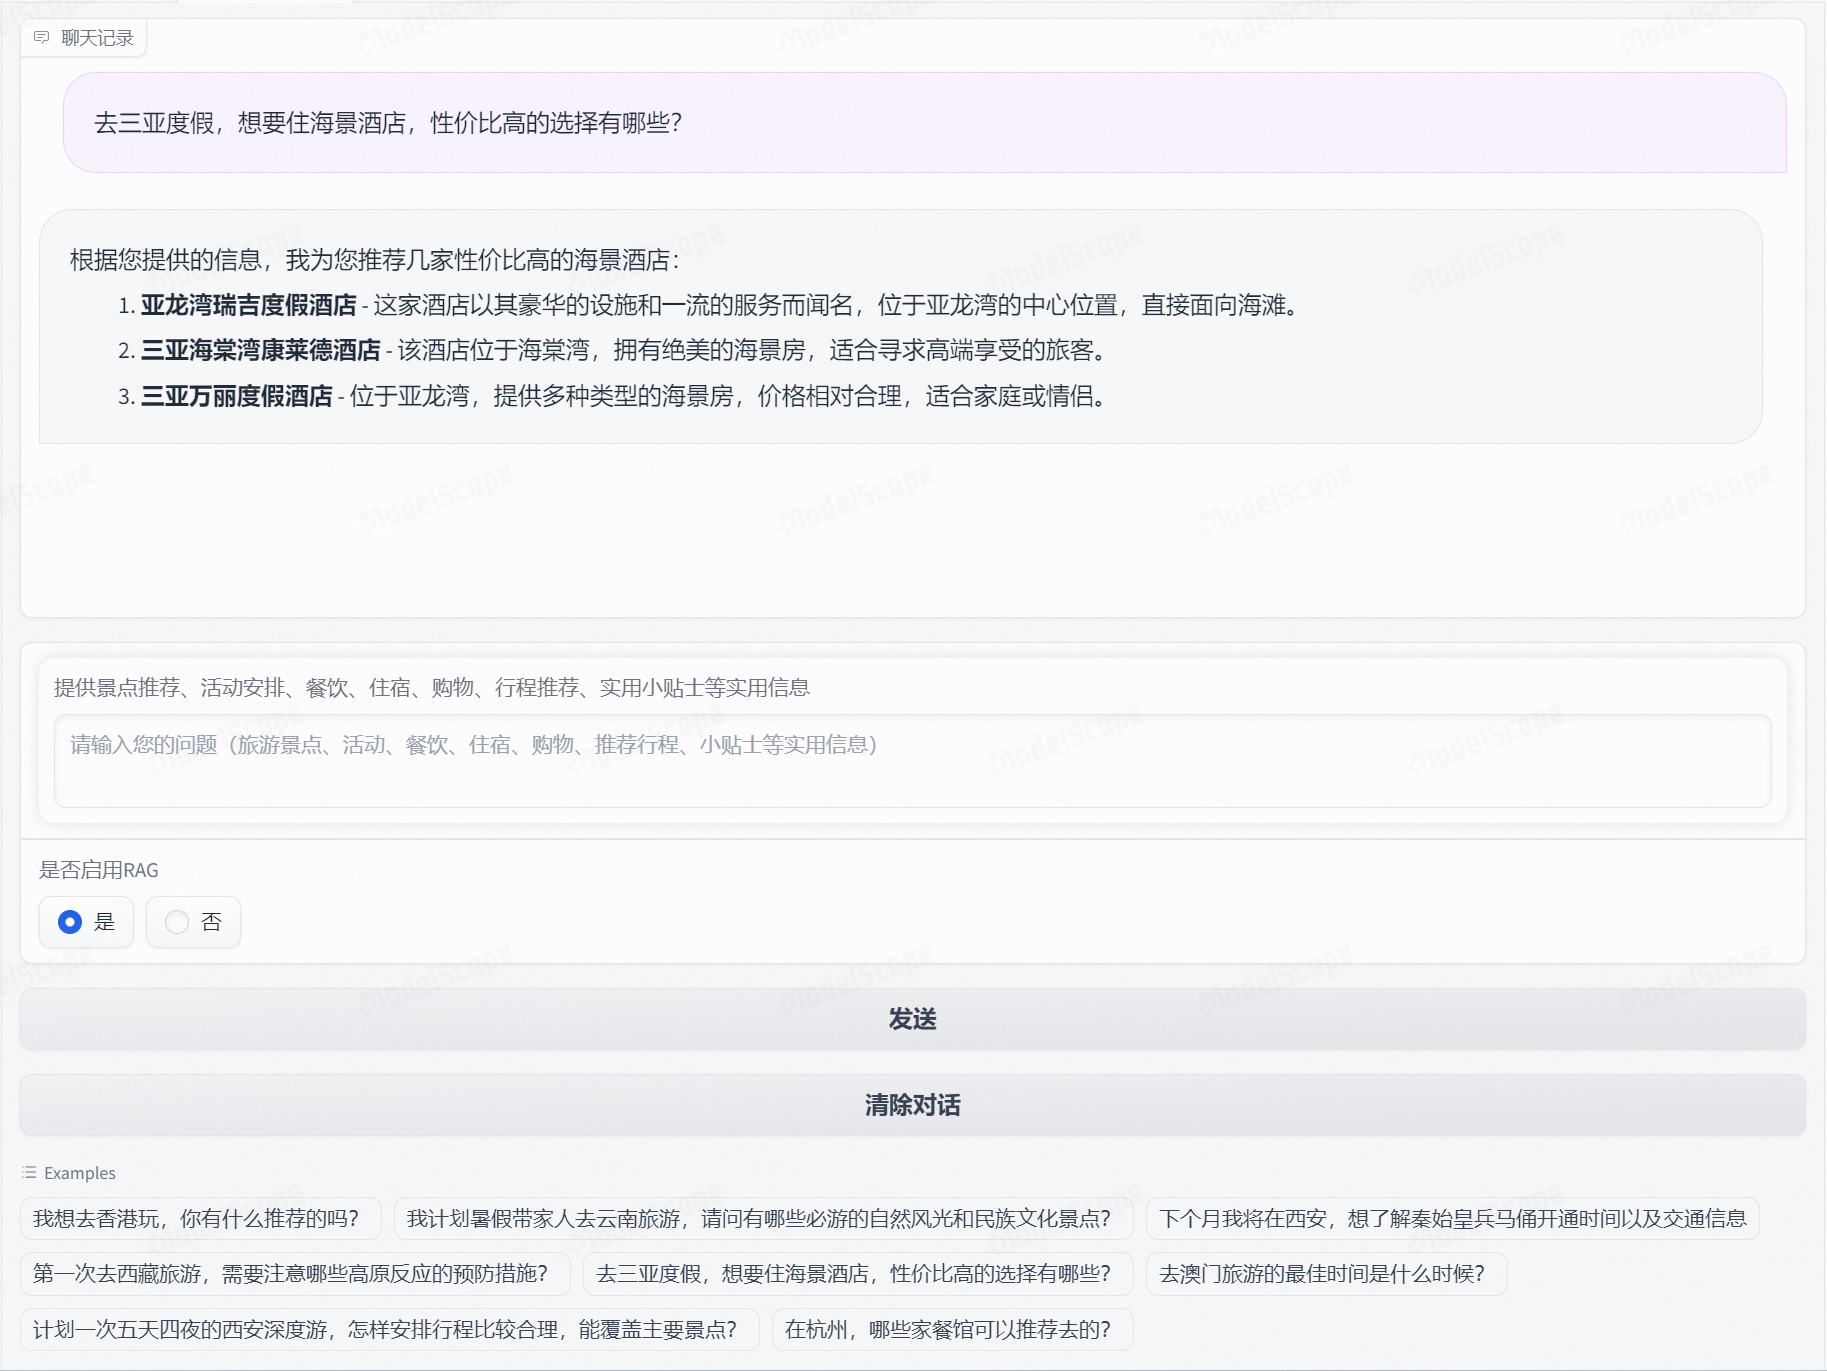 聊天记录
去三亚度假，想要住海景酒店，性价比高的选择有哪些？
根据您提供的信息，我为您推荐几家性价比高的海景酒店：
1. 亚龙湾瑞吉度假酒店 - 这家酒店以其豪华的设施和一流的服务而闻名，位于亚龙湾的中心位置，直接面向海滩。
2. 三亚海棠湾康莱德酒店 - 该酒店位于海棠湾，拥有绝美的海景房，适合寻求高端享受的旅客。
3. 三亚万丽度假酒店 - 位于亚龙湾，提供多种类型的海景房，价格相对合理，适合家庭或情侣。
提供景点推荐、活动安排、餐饮、住宿、购物、行程推荐、实用小贴士等实用信息
请输入您的问题（旅游景点、活动、餐饮、住宿、购物、推荐行程、小贴士等实用信息）
是否启用RAG
是 否
发送
清除对话
Examples
我想去香港玩，你有什么推荐的吗？ 我计划暑假带家人去云南旅游，请问有哪些必游的自然风光和民族文化景点？ 下个月我将在西安，想了解秦始皇兵马俑开通时间以及交通信息
第一次去西藏旅游，需要注意哪些高原反应的预防措施？ 去三亚度假，想要住海景酒店，性价比高的选择有哪些？ 去澳门旅游的最佳时间是什么时候？
计划一次五天四夜的西安深度游，怎样安排行程比较合理，能覆盖主要景点？ 在杭州，哪些家餐馆可以推荐去的？
ModelScope